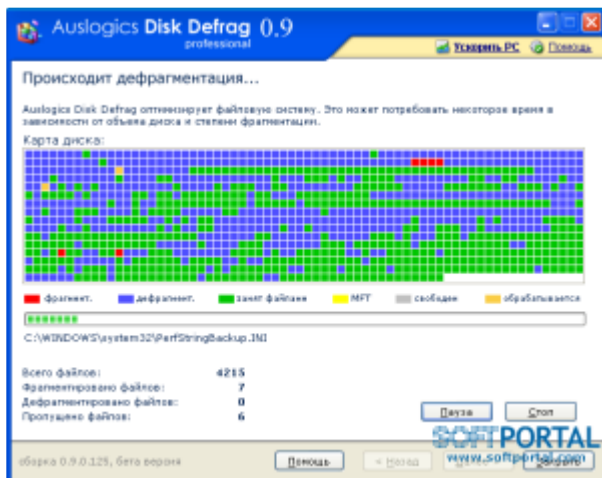 Auslogics Disk Defrag 0.9
professional
Ускорить PC Помощь
Происходит дефрагментация...
Auslogics Disk Defrag оптимизирует файловую систему. Это может потребовать некоторое время в
зависимости от объема диска и степени фрагментации.
Карта диска:
фрагмент. дефрагмент. занят файлами MFT свободен обрабатывается
C:\WINDOWS\system32\PerfStringBackup.INI
Всего файлов: 4215
Фрагментировано файлов: 7
Дефрагментировано файлов: 0
Пропущено файлов: 6
Пауза Стоп
SOFTPORTAL
www.softportal.com
сборка 0.9.0.125, бета версия Помощь < Назад Закрыть